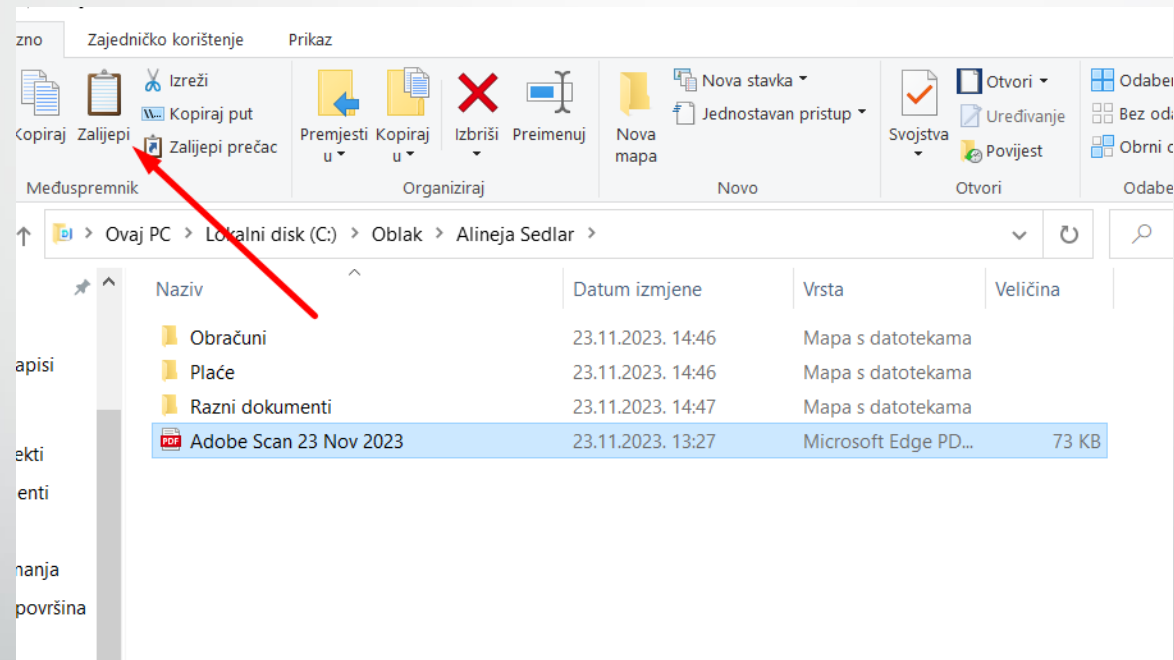 zno Zajedničko korištenje Prikaz
Kopiraj Zalijepi
Izreži
Kopiraj put
Zalijepi prečac
Međuspremnik
Premjesti u
Kopiraj u
Izbriši
Preimenuj
Organiziraj
Nova mapa
Nova stavka
Jednostavan pristup
Novo
Svojstva
Otvori
Uređivanje
Povijest
Otvori
Odaber
Bez oda
Obrni o
Odabe
Ovaj PC > Lokalni disk (C:) > Oblak > Alineja Sedlar >
Naziv Datum izmjene Vrsta Veličina
Obračuni 23.11.2023. 14:46 Mapa s datotekama
Plaće 23.11.2023. 14:46 Mapa s datotekama
Razni dokumenti 23.11.2023. 14:47 Mapa s datotekama
PDF Adobe Scan 23 Nov 2023 23.11.2023. 13:27 Microsoft Edge PD... 73 KB
apisi
ekti
enti
nanja
površina